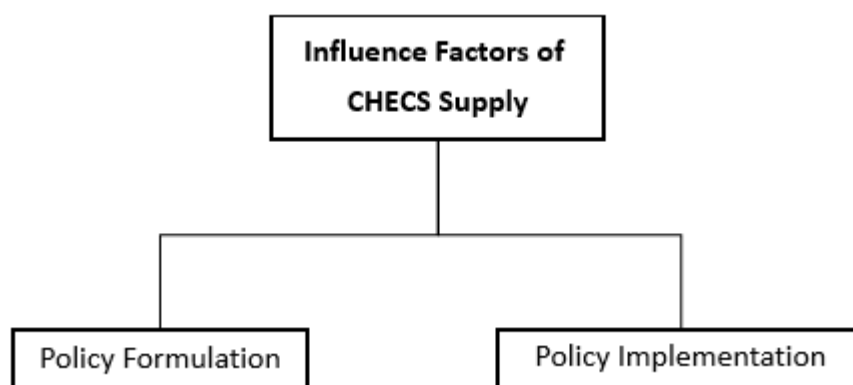 Influence Factors of
CHECS Supply
Policy Formulation
Policy Implementation